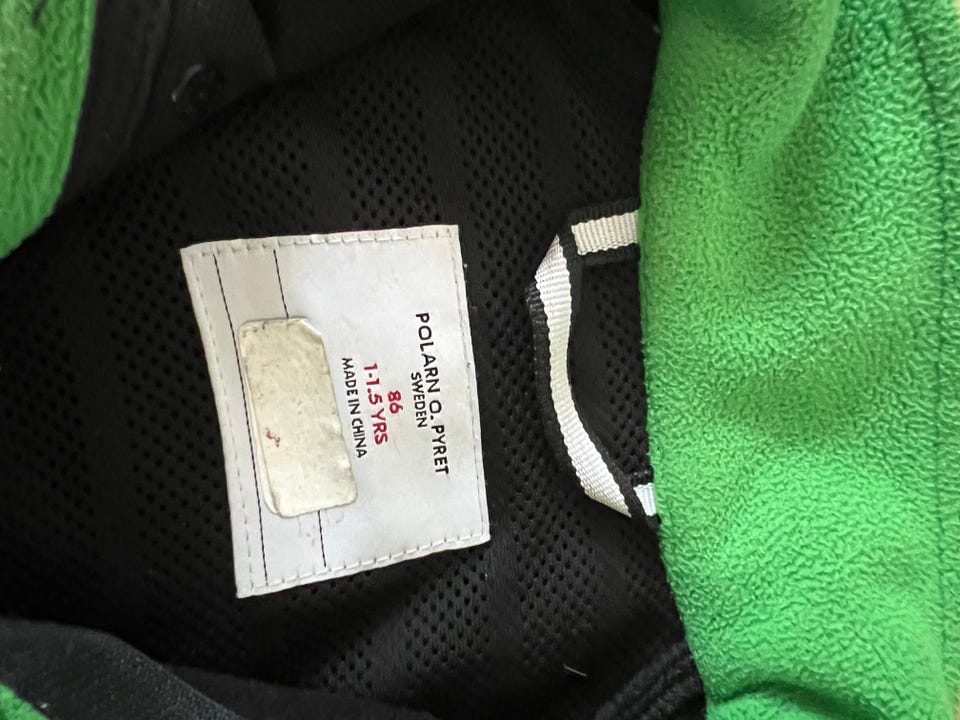 POLARN O. PYRET
SWEDEN
86
1-1.5 YRS
MADE IN CHINA